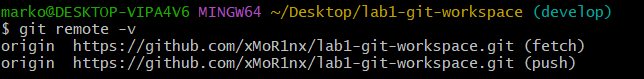 marko@DESKTOP-VIPA4V6 MINGW64 ~/Desktop/lab1-git-workspace (develop)
$ git remote -v
origin  https://github.com/xMoR1nx/lab1-git-workspace.git (fetch)
origin  https://github.com/xMoR1nx/lab1-git-workspace.git (push)